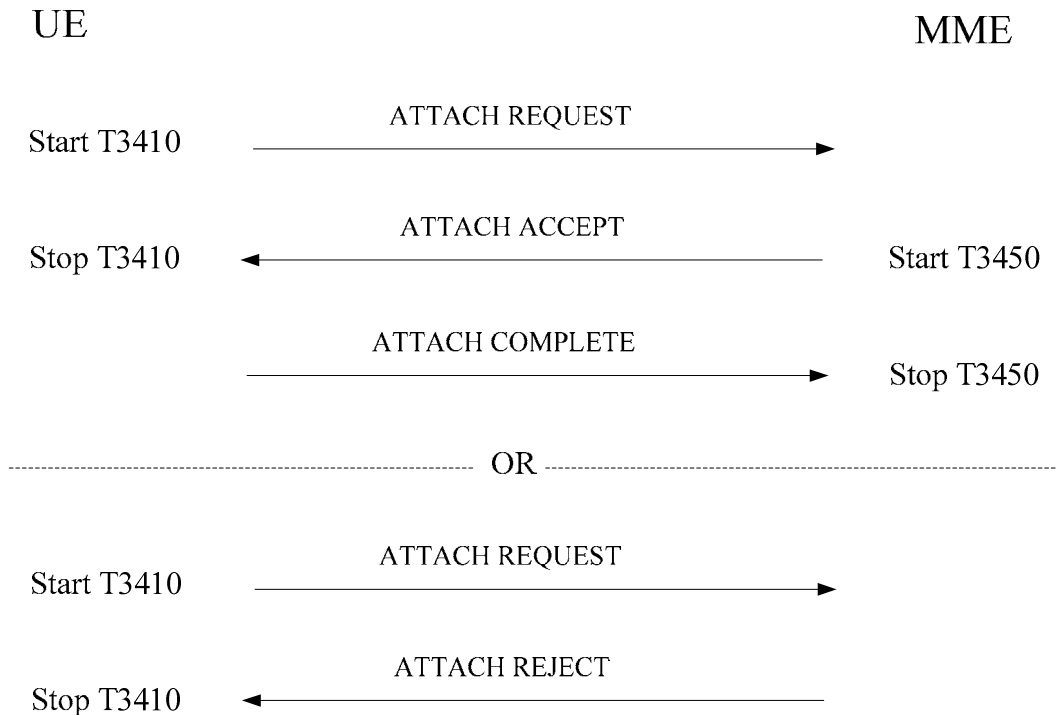 UE
MME
ATTACH REQUEST
Start T3410
ATTACH ACCEPT
Stop T3410
Start T3450
ATTACH COMPLETE
Stop T3450
OR
ATTACH REQUEST
Start T3410
ATTACH REJECT
Stop T3410